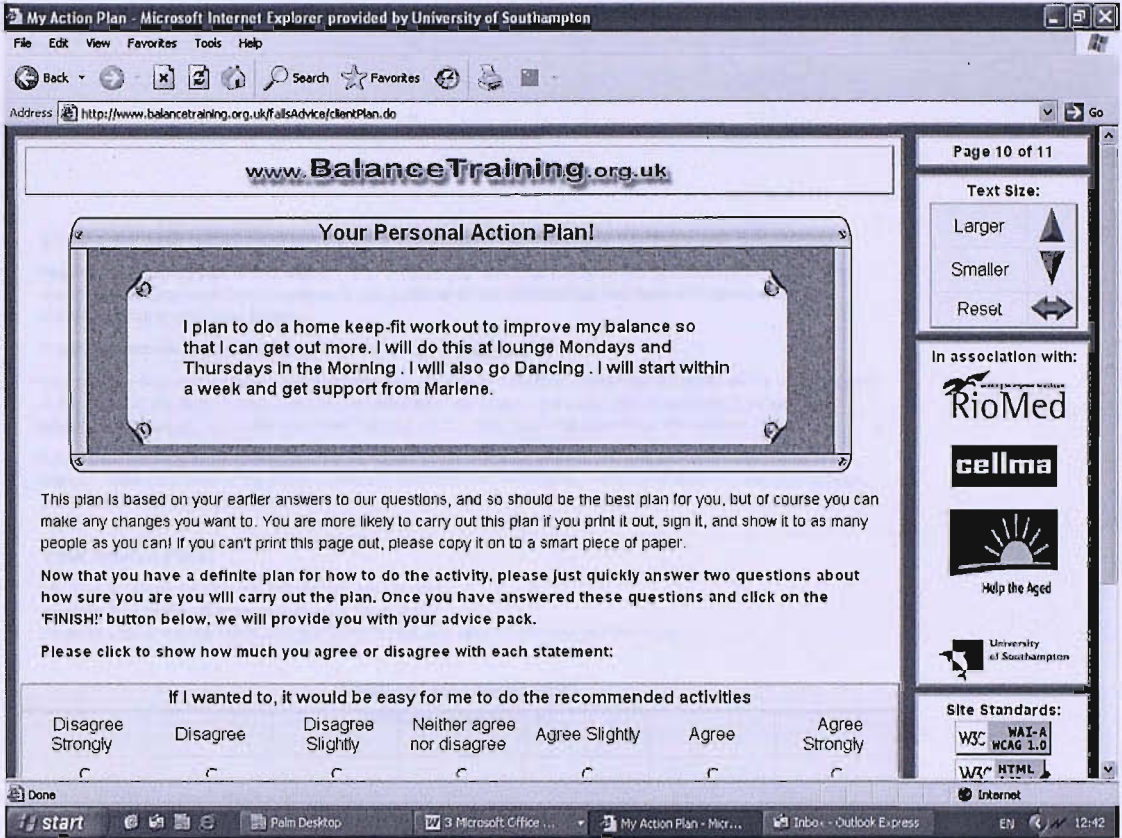 My Action Plan - Microsoft Internet Explorer provided by University of Southampton
File Edit View Favorites Tools Help
Back Search Favorites
Address http://www.balancetraining.org.uk/fallsAdvice/clientPlan.do Go
www.BalanceTraining.org.uk
Your Personal Action Plan!
I plan to do a home keep-fit workout to improve my balance so
that I can get out more. I will do this at lounge Mondays and
Thursdays in the Morning . I will also go Dancing . I will start within
a week and get support from Marlene.
This plan is based on your earlier answers to our questions, and so should be the best plan for you, but of course you can
make any changes you want to. You are more likely to carry out this plan if you print it out, sign it, and show it to as many
people as you can! If you can't print this page out, please copy it on to a smart piece of paper.
Now that you have a definite plan for how to do the activity, please just quickly answer two questions about
how sure you are you will carry out the plan. Once you have answered these questions and click on the
'FINISH!' button below, we will provide you with your advice pack.
Please click to show how much you agree or disagree with each statement:
If I wanted to, it would be easy for me to do the recommended activities
Disagree Strongly
Disagree
Disagree Slightly
Neither agree nor disagree
Agree Slightly
Agree
Agree Strongly
Page 10 of 11
Text Size:
Larger
Smaller
Reset
In association with:
RioMed
cellma
Help the Aged
University
of Southampton
Site Standards:
W3C WAI-A
WCAG 1.0
W3C HTML
Done
Internet
start
Palm Desktop
3 Microsoft Office ...
My Action Plan - Micr...
Inbox - Outlook Express
EN
12:42